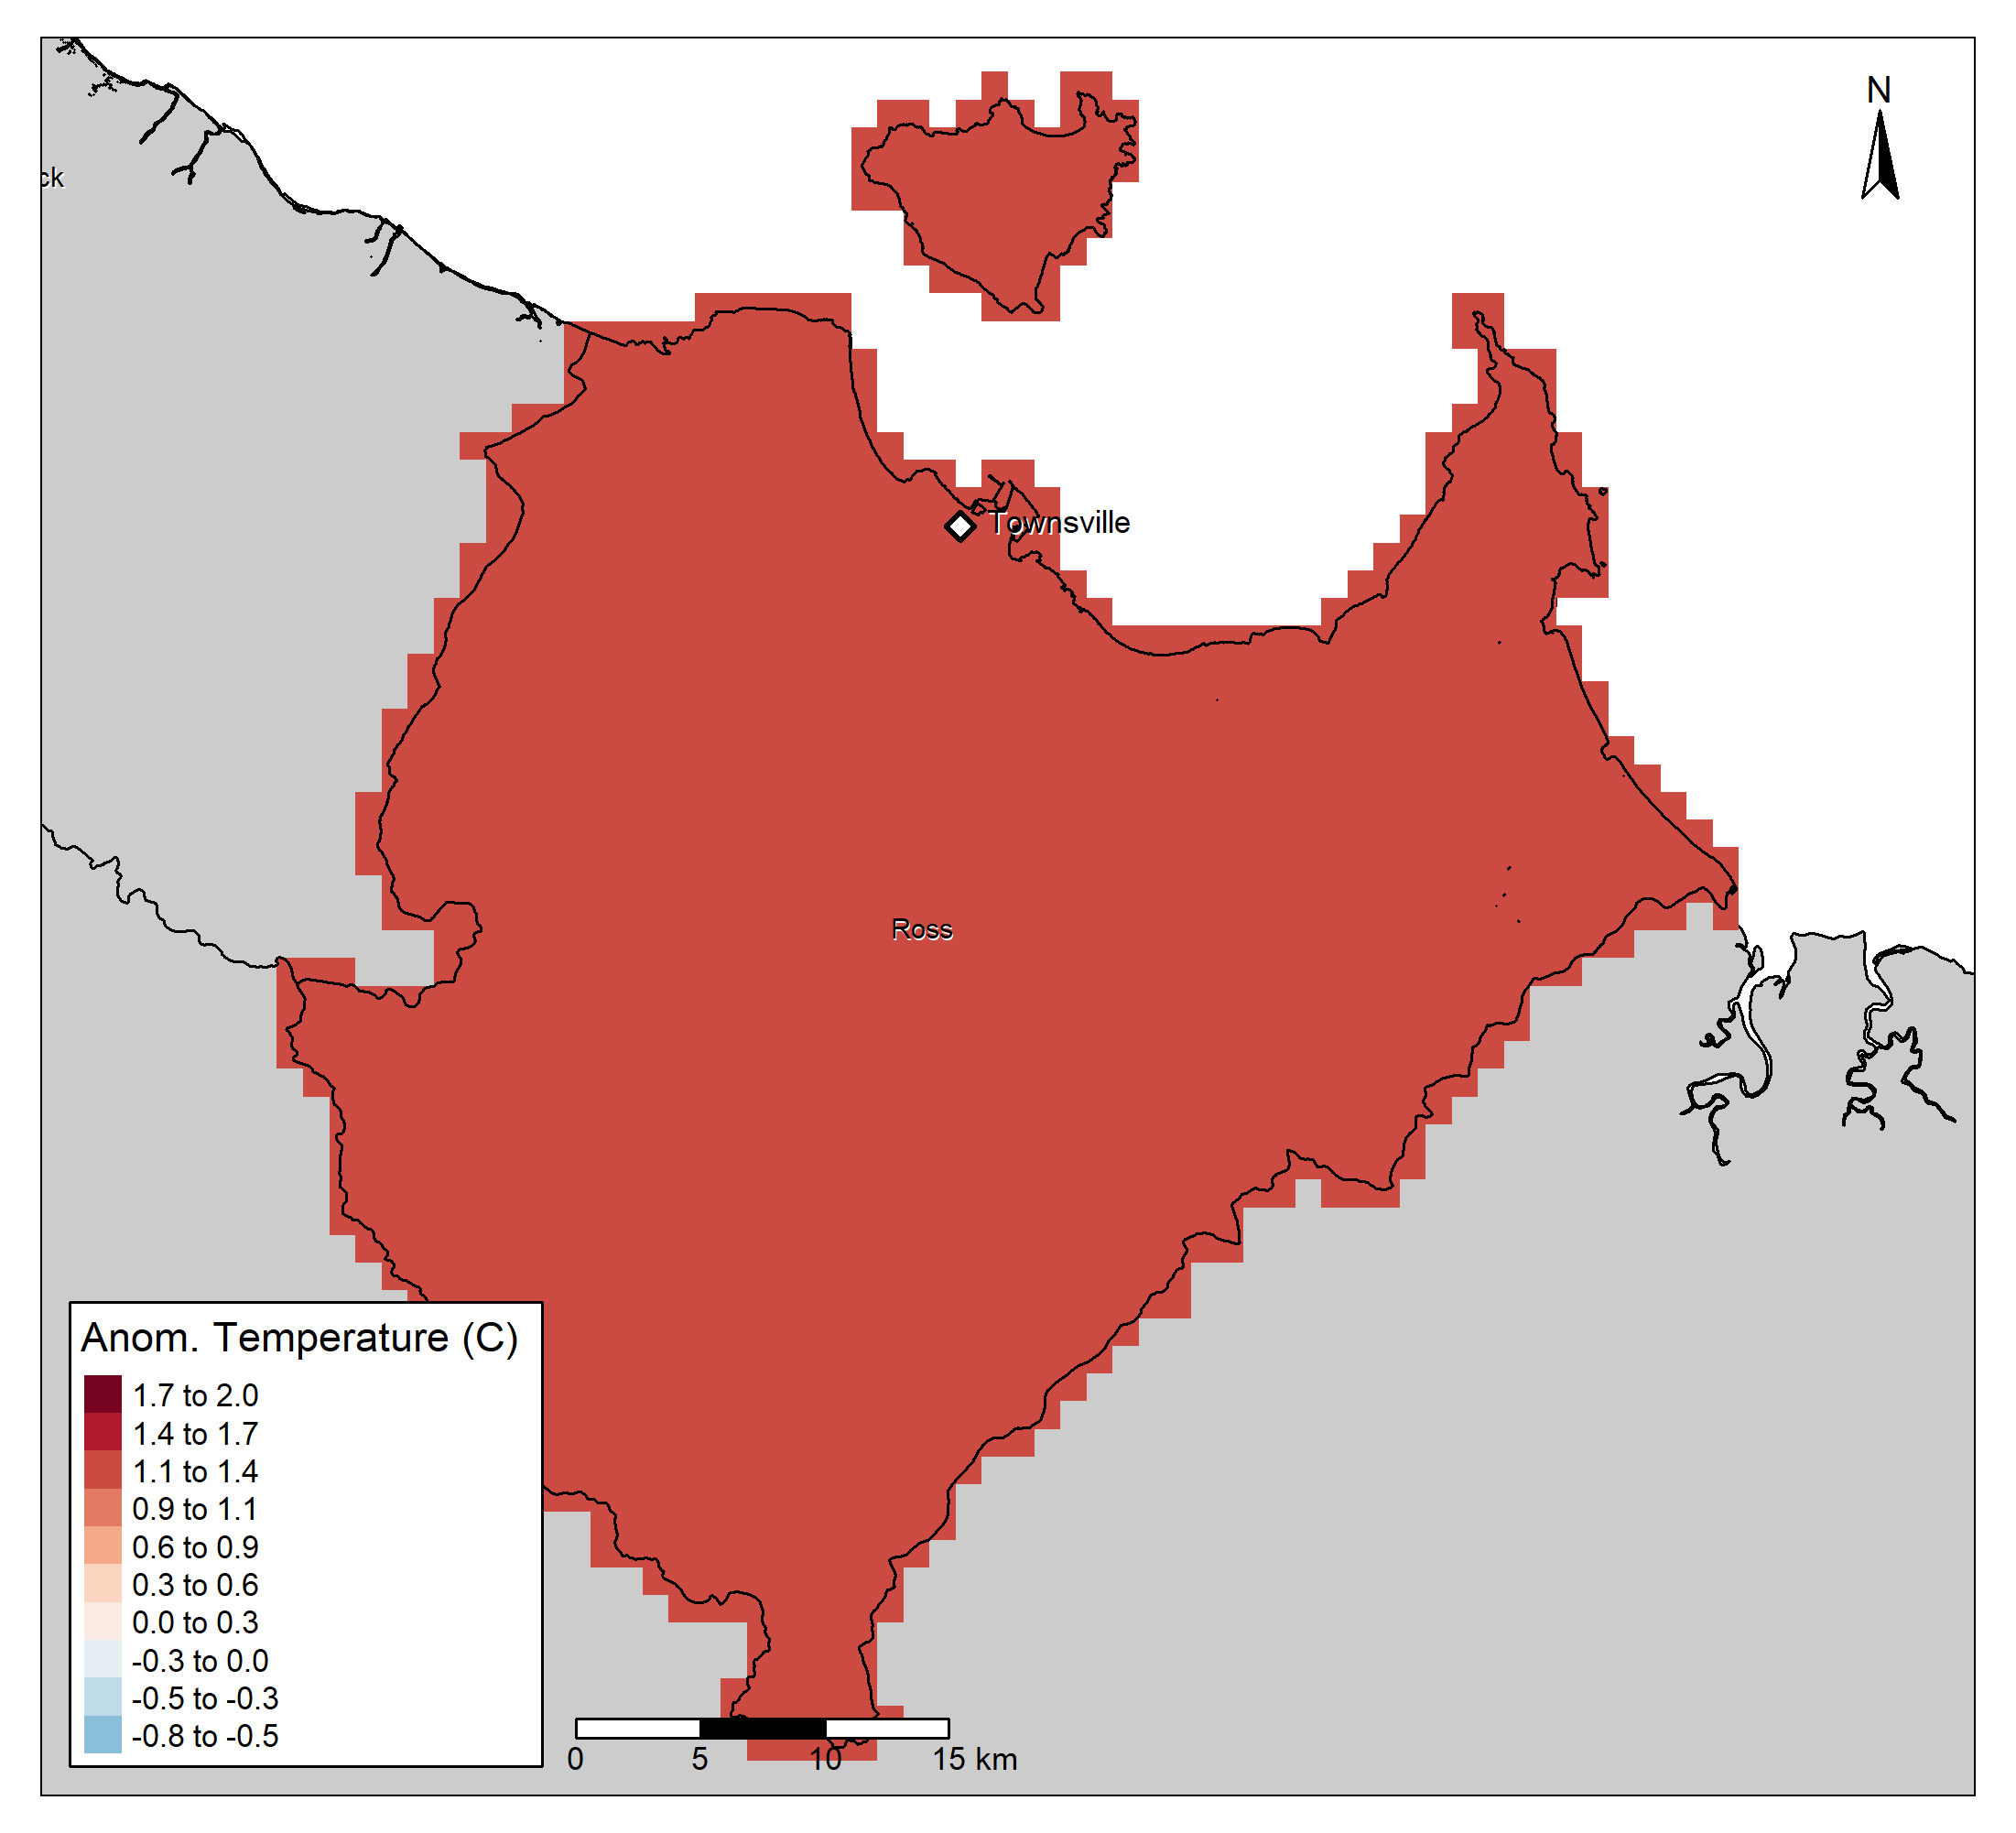 N
ck
Townsville
Ross
Anom. Temperature (C)
1.7 to 2.0
1.4 to 1.7
1.1 to 1.4
0.9 to 1.1
0.6 to 0.9
0.3 to 0.6
0.0 to 0.3
-0.3 to 0.0
-0.5 to -0.3
-0.8 to -0.5
0 5 10 15 km